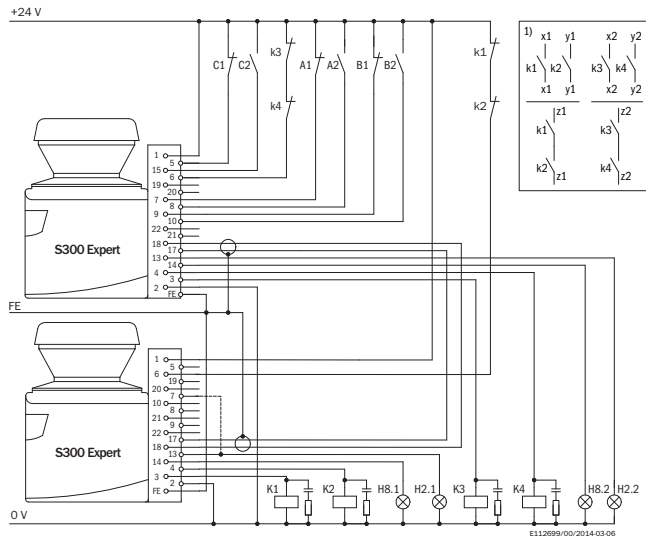 +24 V
1) x1 y1 x2 y2
k1 k2 k3 k4
x1 y1 x2 y2
z1 z2
k1 k3
k2 z1 k4 z2
C1 C2 k3 A1 A2 B1 B2 k1
k4 k2
1
5
15
6
19
20
7
8
9
10
22
21
18
17
13
14
4
3
2
FE
S300 Expert
FE
1
5
6
19
20
7
10
8
21
9
22
17
18
13
14
4
3
2
FE
S300 Expert
K1 K2 H8.1 H2.1 K3 K4 H8.2 H2.2
0 V
E112699/00/2014-03-06